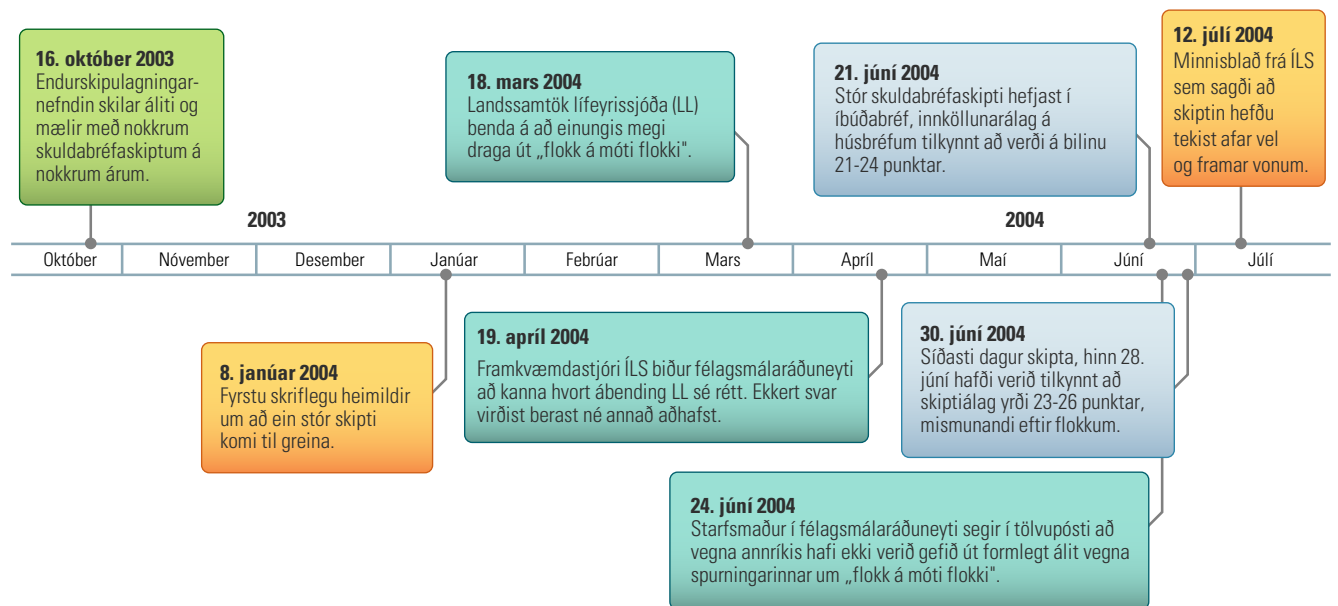 16. október 2003
Endurskipulagningar-
nefndin skilar áliti og
mælir með nokkrum
skuldabréfaskiptum á
nokkrum árum.
18. mars 2004
Landssamtök lífeyrissjóða (LL)
benda á að einungis megi
draga út „flokk á móti flokki".
21. júní 2004
Stór skuldabréfaskipti hefjast í
íbúðabréf, innköllunarálag á
húsbréfum tilkynnt að verði á bilinu
21-24 punktar.
12. júlí 2004
Minnisblað frá ÍLS
sem sagði að
skiptin hefðu
tekist afar vel
og framar vonum.
2003
2004
Október
Nóvember
Desember
Janúar
Febrúar
Mars
Apríl
Maí
Júní
Júlí
8. janúar 2004
Fyrstu skriflegu heimildir
um að ein stór skipti
komi til greina.
19. apríl 2004
Framkvæmdastjóri ÍLS biður félagsmálaráðuneyti
að kanna hvort ábending LL sé rétt. Ekkert svar
virðist berast né annað aðhafst.
30. júní 2004
Síðasti dagur skipta, hinn 28.
júní hafði verið tilkynnt að
skiptiálag yrði 23-26 punktar,
mismunandi eftir flokkum.
24. júní 2004
Starfsmaður í félagsmálaráðuneyti segir í tölvupósti að
vegna annríkis hafi ekki verið gefið út formlegt álit vegna
spurningarinnar um „flokk á móti flokki".